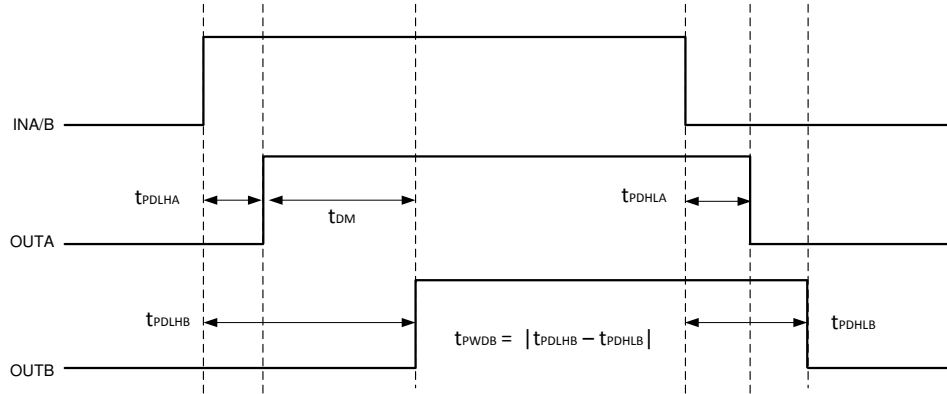 INA/B
tPDLHA
tDM
tPDHLA
OUTA
tPDLHB
tPWDB = |tPDLHB – tPDHLB|
tPDHLB
OUTB